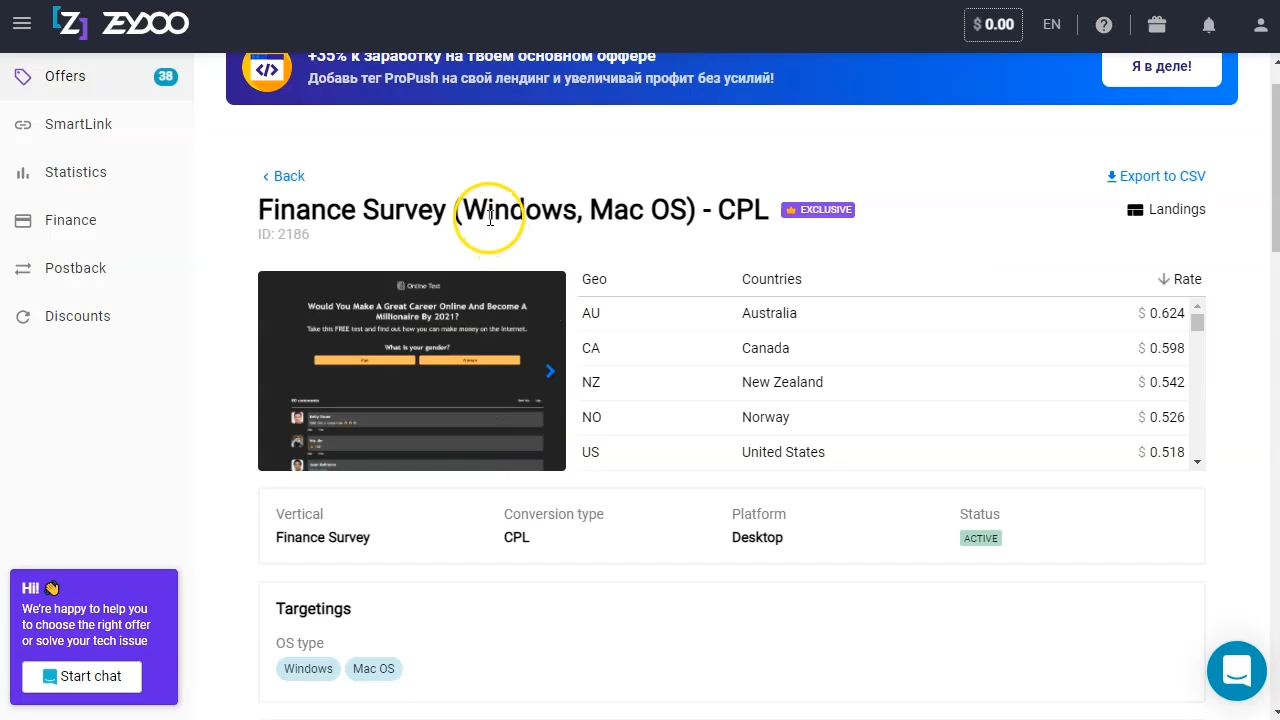 ZEYDOO
$ 0.00
EN
Offers
38
SmartLink
Statistics
Finance
Postback
Discounts
+35% к заработку на твоем основном оффере
Добавь тег ProPush на свой лендинг и увеличивай профит без усилий!
Я в деле!
Back
Export to CSV
Finance Survey (Windows, Mac OS) - CPL
EXCLUSIVE
Landings
ID: 2186
Online Test
Would You Make A Great Career Online And Become A
Millionaire By 2021?
Take this FREE test and find out how you can make money on the Internet.
What is your gender?
Geo Countries Rate
AU Australia $ 0.624
CA Canada $ 0.598
NZ New Zealand $ 0.542
NO Norway $ 0.526
US United States $ 0.518
Vertical Conversion type Platform Status
Finance Survey CPL Desktop ACTIVE
Targetings
OS type
Windows Mac OS
Hi!
We're happy to help you
to choose the right offer
or solve your tech issue
Start chat